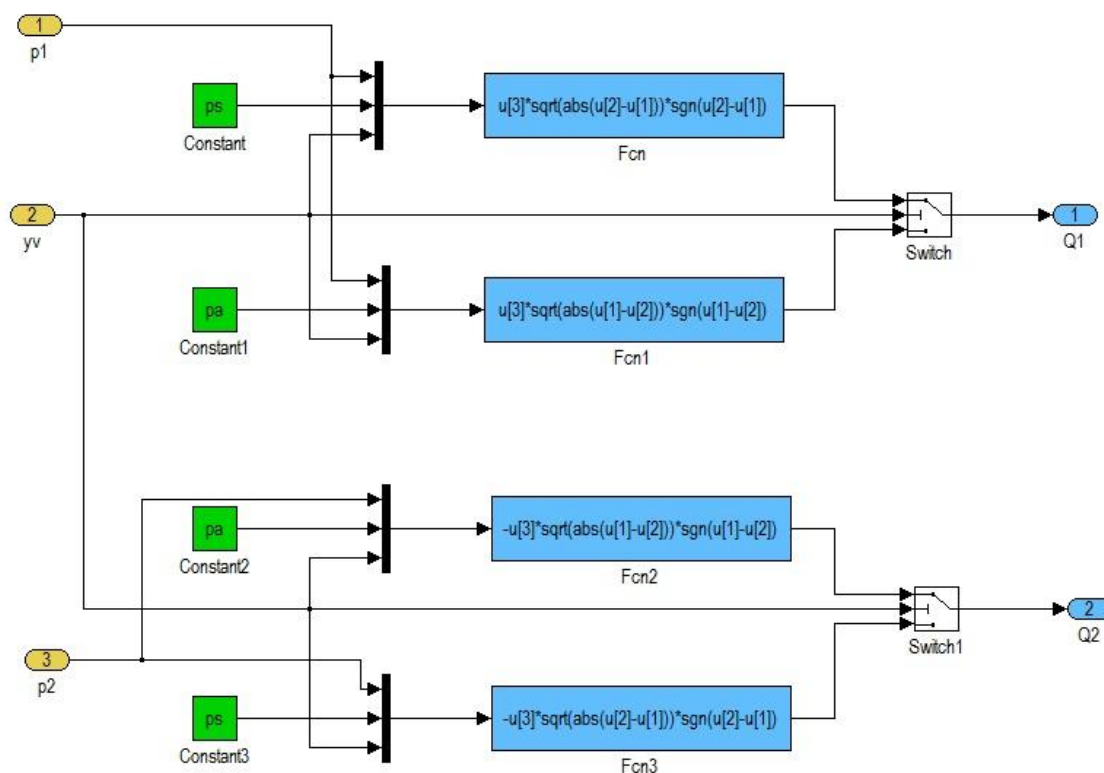 1
p1
ps
Constant
u[3]*sqrt(abs(u[2]-u[1]))*sgn(u[2]-u[1])
Fcn
2
yv
Switch
1
Q1
pa
Constant1
u[3]*sqrt(abs(u[1]-u[2]))*sgn(u[1]-u[2])
Fcn1
pa
Constant2
-u[3]*sqrt(abs(u[1]-u[2]))*sgn(u[1]-u[2])
Fcn2
Switch1
2
Q2
3
p2
ps
Constant3
-u[3]*sqrt(abs(u[2]-u[1]))*sgn(u[2]-u[1])
Fcn3